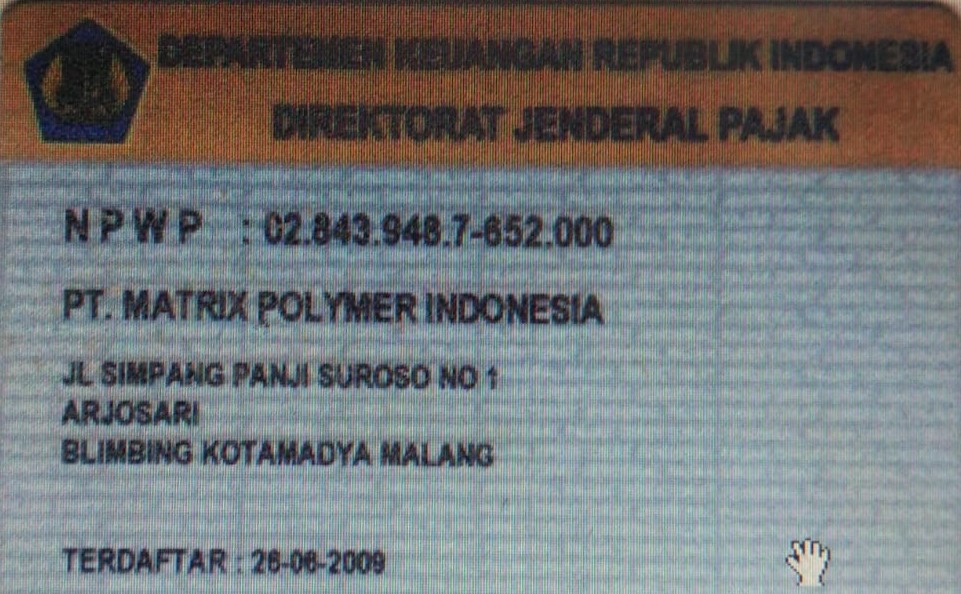 DEPARTEMEN KEUANGAN REPUBLIK INDONESIA
DIREKTORAT JENDERAL PAJAK
NPWP : 02.843.948.7-652.000
PT. MATRIX POLYMER INDONESIA
JL SIMPANG PANJI SUROSO NO 1
ARJOSARI
BLIMBING KOTAMADYA MALANG
TERDAFTAR : 26-06-2009